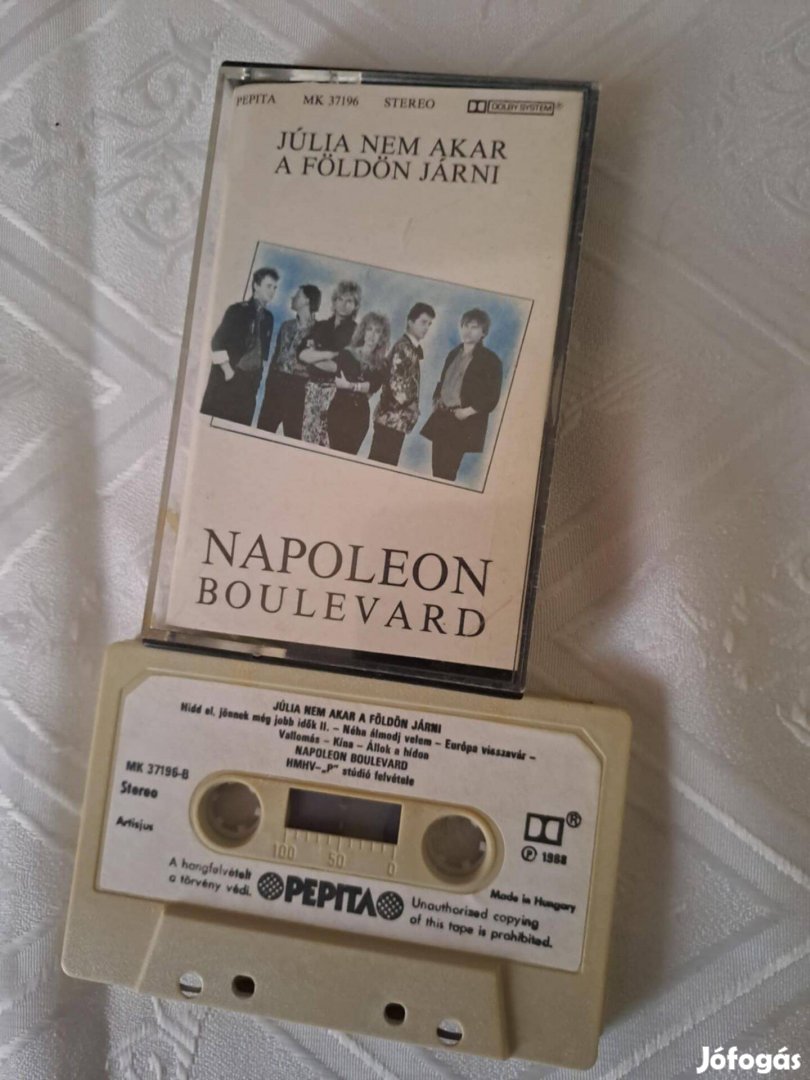 PEPITA MK 37196 STEREO DOLBY SYSTEM®
JÚLIA NEM AKAR
A FÖLDÖN JÁRNI
NAPOLEON
BOULEVARD
JÚLIA NEM AKAR A FÖLDÖN JÁRNI
Hidd el, jönnek még jobb idők II. – Néha álmodj velem – Európa visszavár –
Vallomás – Kína – Állok a hídon
NAPOLEON BOULEVARD
HMHV–„P” stúdió felvétele
MK 37196-B
Stereo
Artisjus
®
℗ 1988
100 50 0
A hangfelvételt
a törvény védi.
PEPITA
Made in Hungary
Unauthorized copying
of this tape is prohibited.
Jófogás